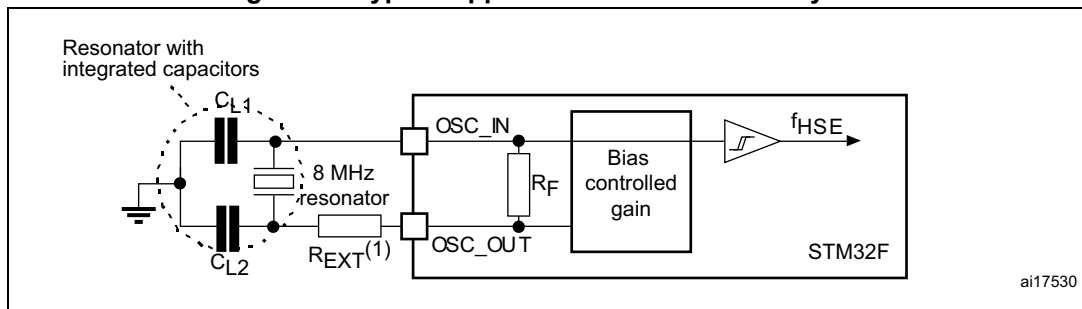 Resonator with
integrated capacitors
CL1
OSC_IN
fHSE
8 MHz
resonator
RF
Bias
controlled
gain
REXT(1)
OSC_OUT
STM32F
CL2
ai17530